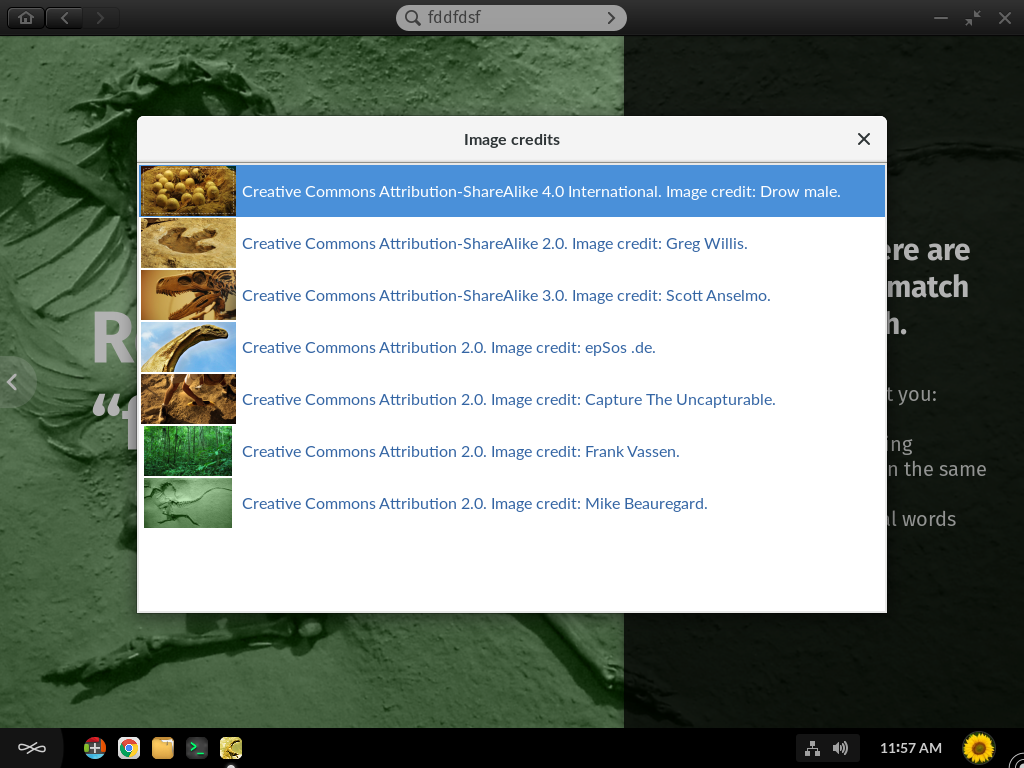 fddfdsf
Image credits
Creative Commons Attribution-ShareAlike 4.0 International. Image credit: Drow male.
Creative Commons Attribution-ShareAlike 2.0. Image credit: Greg Willis.
Creative Commons Attribution-ShareAlike 3.0. Image credit: Scott Anselmo.
Creative Commons Attribution 2.0. Image credit: epSos .de.
Creative Commons Attribution 2.0. Image credit: Capture The Uncapturable.
Creative Commons Attribution 2.0. Image credit: Frank Vassen.
Creative Commons Attribution 2.0. Image credit: Mike Beauregard.
are
match
you:
the same
words
11:57 AM